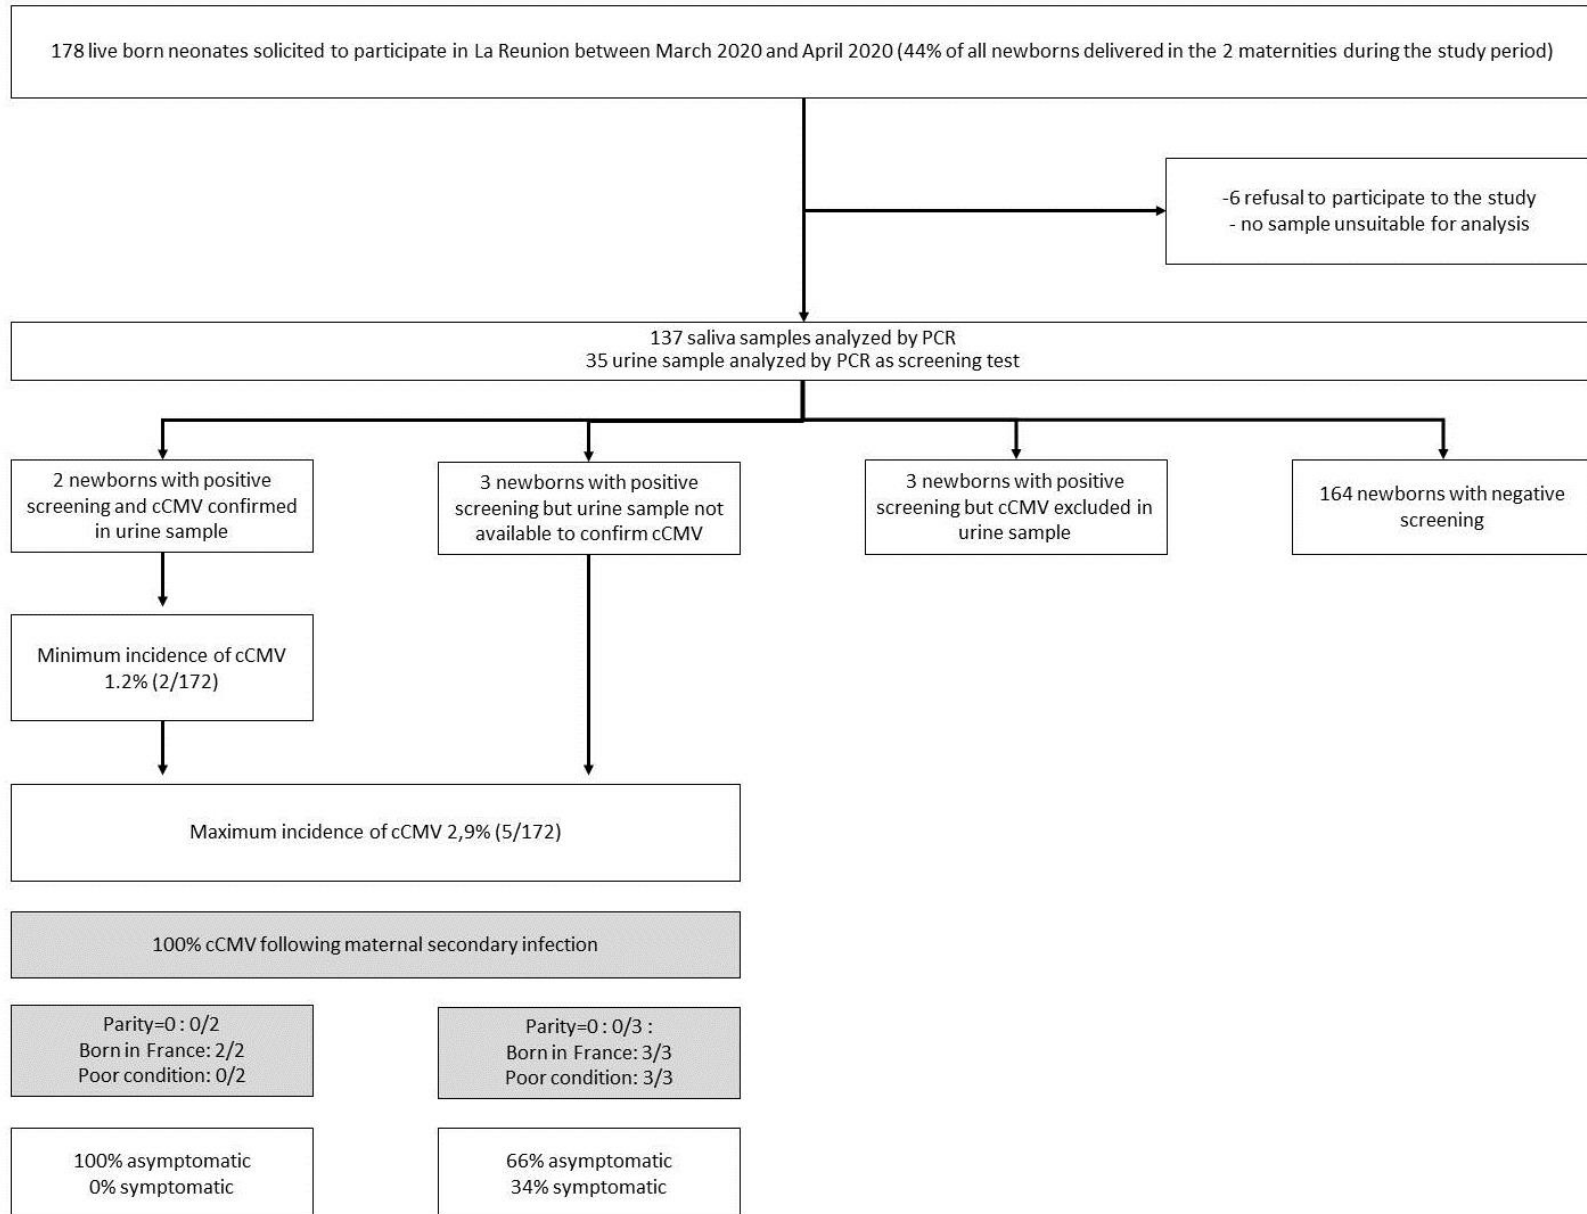 178 live born neonates solicited to participate in La Reunion between March 2020 and April 2020 (44% of all newborns delivered in the 2 maternities during the study period)
-6 refusal to participate to the study
- no sample unsuitable for analysis
137 saliva samples analyzed by PCR
35 urine sample analyzed by PCR as screening test
2 newborns with positive
screening and cCMV confirmed
in urine sample
3 newborns with positive
screening but urine sample not
available to confirm cCMV
3 newborns with positive
screening but cCMV excluded in
urine sample
164 newborns with negative
screening
Minimum incidence of cCMV
1.2% (2/172)
Maximum incidence of cCMV 2,9% (5/172)
100% cCMV following maternal secondary infection
Parity=0 : 0/2
Born in France: 2/2
Poor condition: 0/2
Parity=0 : 0/3 :
Born in France: 3/3
Poor condition: 3/3
100% asymptomatic
0% symptomatic
66% asymptomatic
34% symptomatic